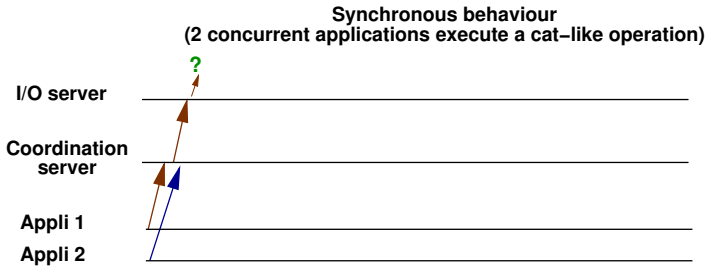 Synchronous behaviour
(2 concurrent applications execute a cat−like operation)
?
I/O server
Coordination
server
Appli 1
Appli 2